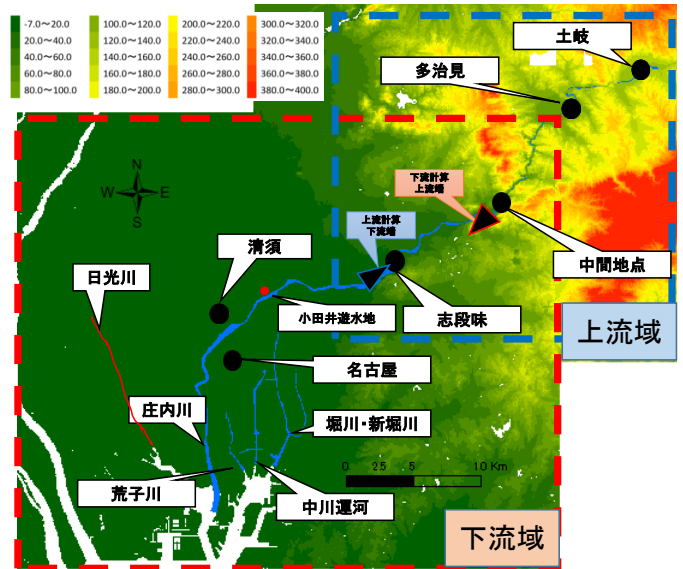 -7.0～20.0 100.0～120.0 200.0～220.0 300.0～320.0
20.0～40.0 120.0～140.0 220.0～240.0 320.0～340.0
40.0～60.0 140.0～160.0 240.0～260.0 340.0～360.0
60.0～80.0 160.0～180.0 260.0～280.0 360.0～380.0
80.0～100.0 180.0～200.0 280.0～300.0 380.0～400.0
土岐
多治見
N
W E
S
下流計算
上流端
上流計算
下流端
中間地点
清須
日光川
小田井遊水地
志段味
上流域
名古屋
庄内川
堀川・新堀川
0 2.5 5 10 Km
荒子川
中川運河
下流域